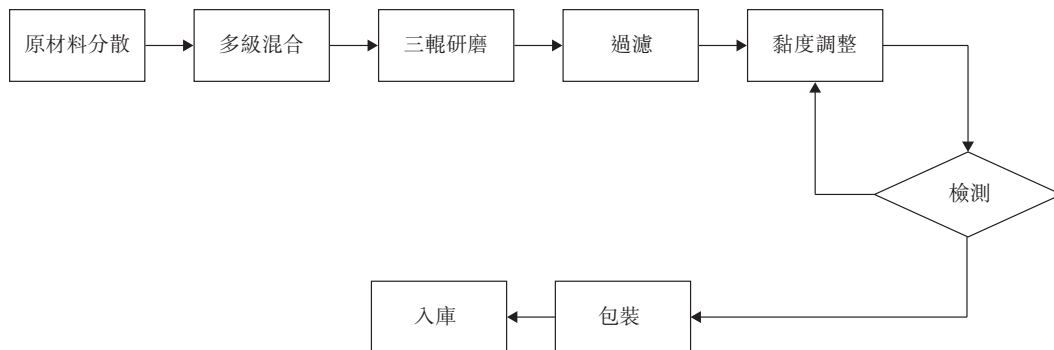 原材料分散
多級混合
三輥研磨
過濾
黏度調整
檢測
包裝
入庫